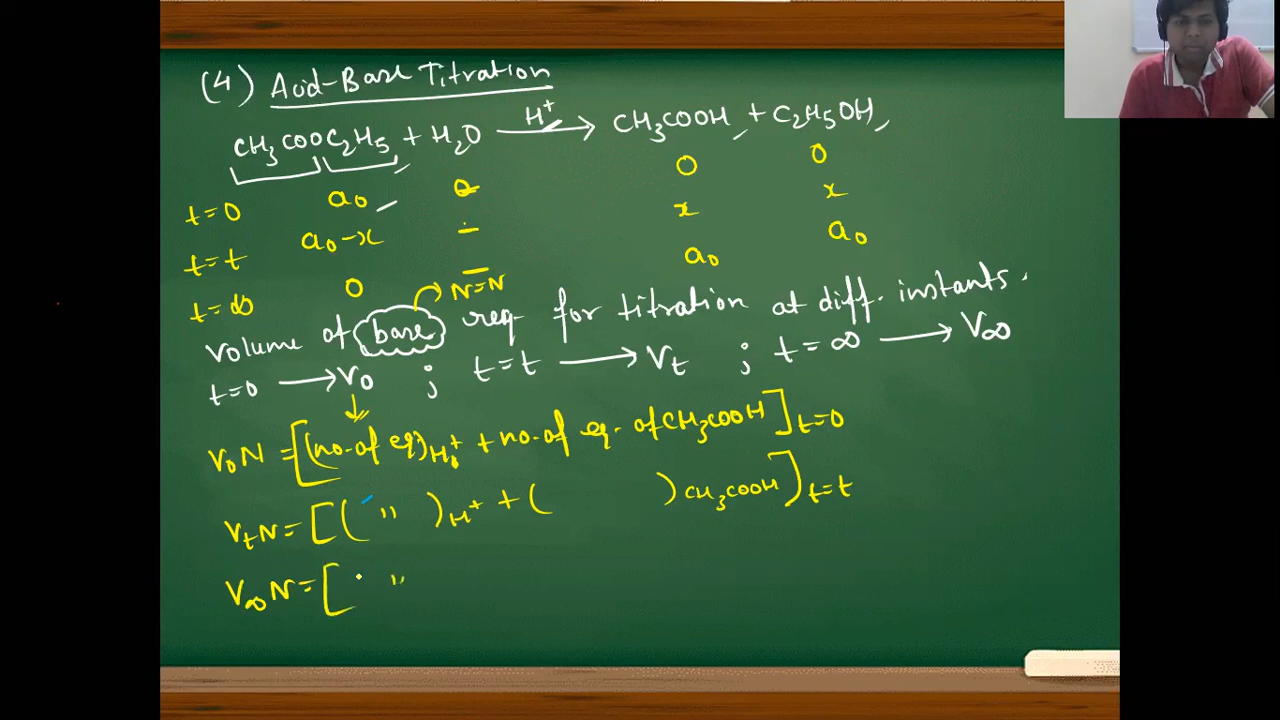 (4) Acid-Base Titration
CH₃COOC₂H₅ + H₂O —H⁺→ CH₃COOH + C₂H₅OH
t=0 a₀ 0 0
t=t a₀-x – x x
t=∞ 0 – a₀ a₀
N=N
Volume of base req for titration at diff. instants.
t=0 → V₀ ; t=t → Vt ; t=∞ → V∞
V₀N = [(no. of eq)H⁺ + no. of eq. of CH₃COOH]t=0
VtN = [( " )H⁺ + ( )CH₃COOH]t=t
V∞N = [ "